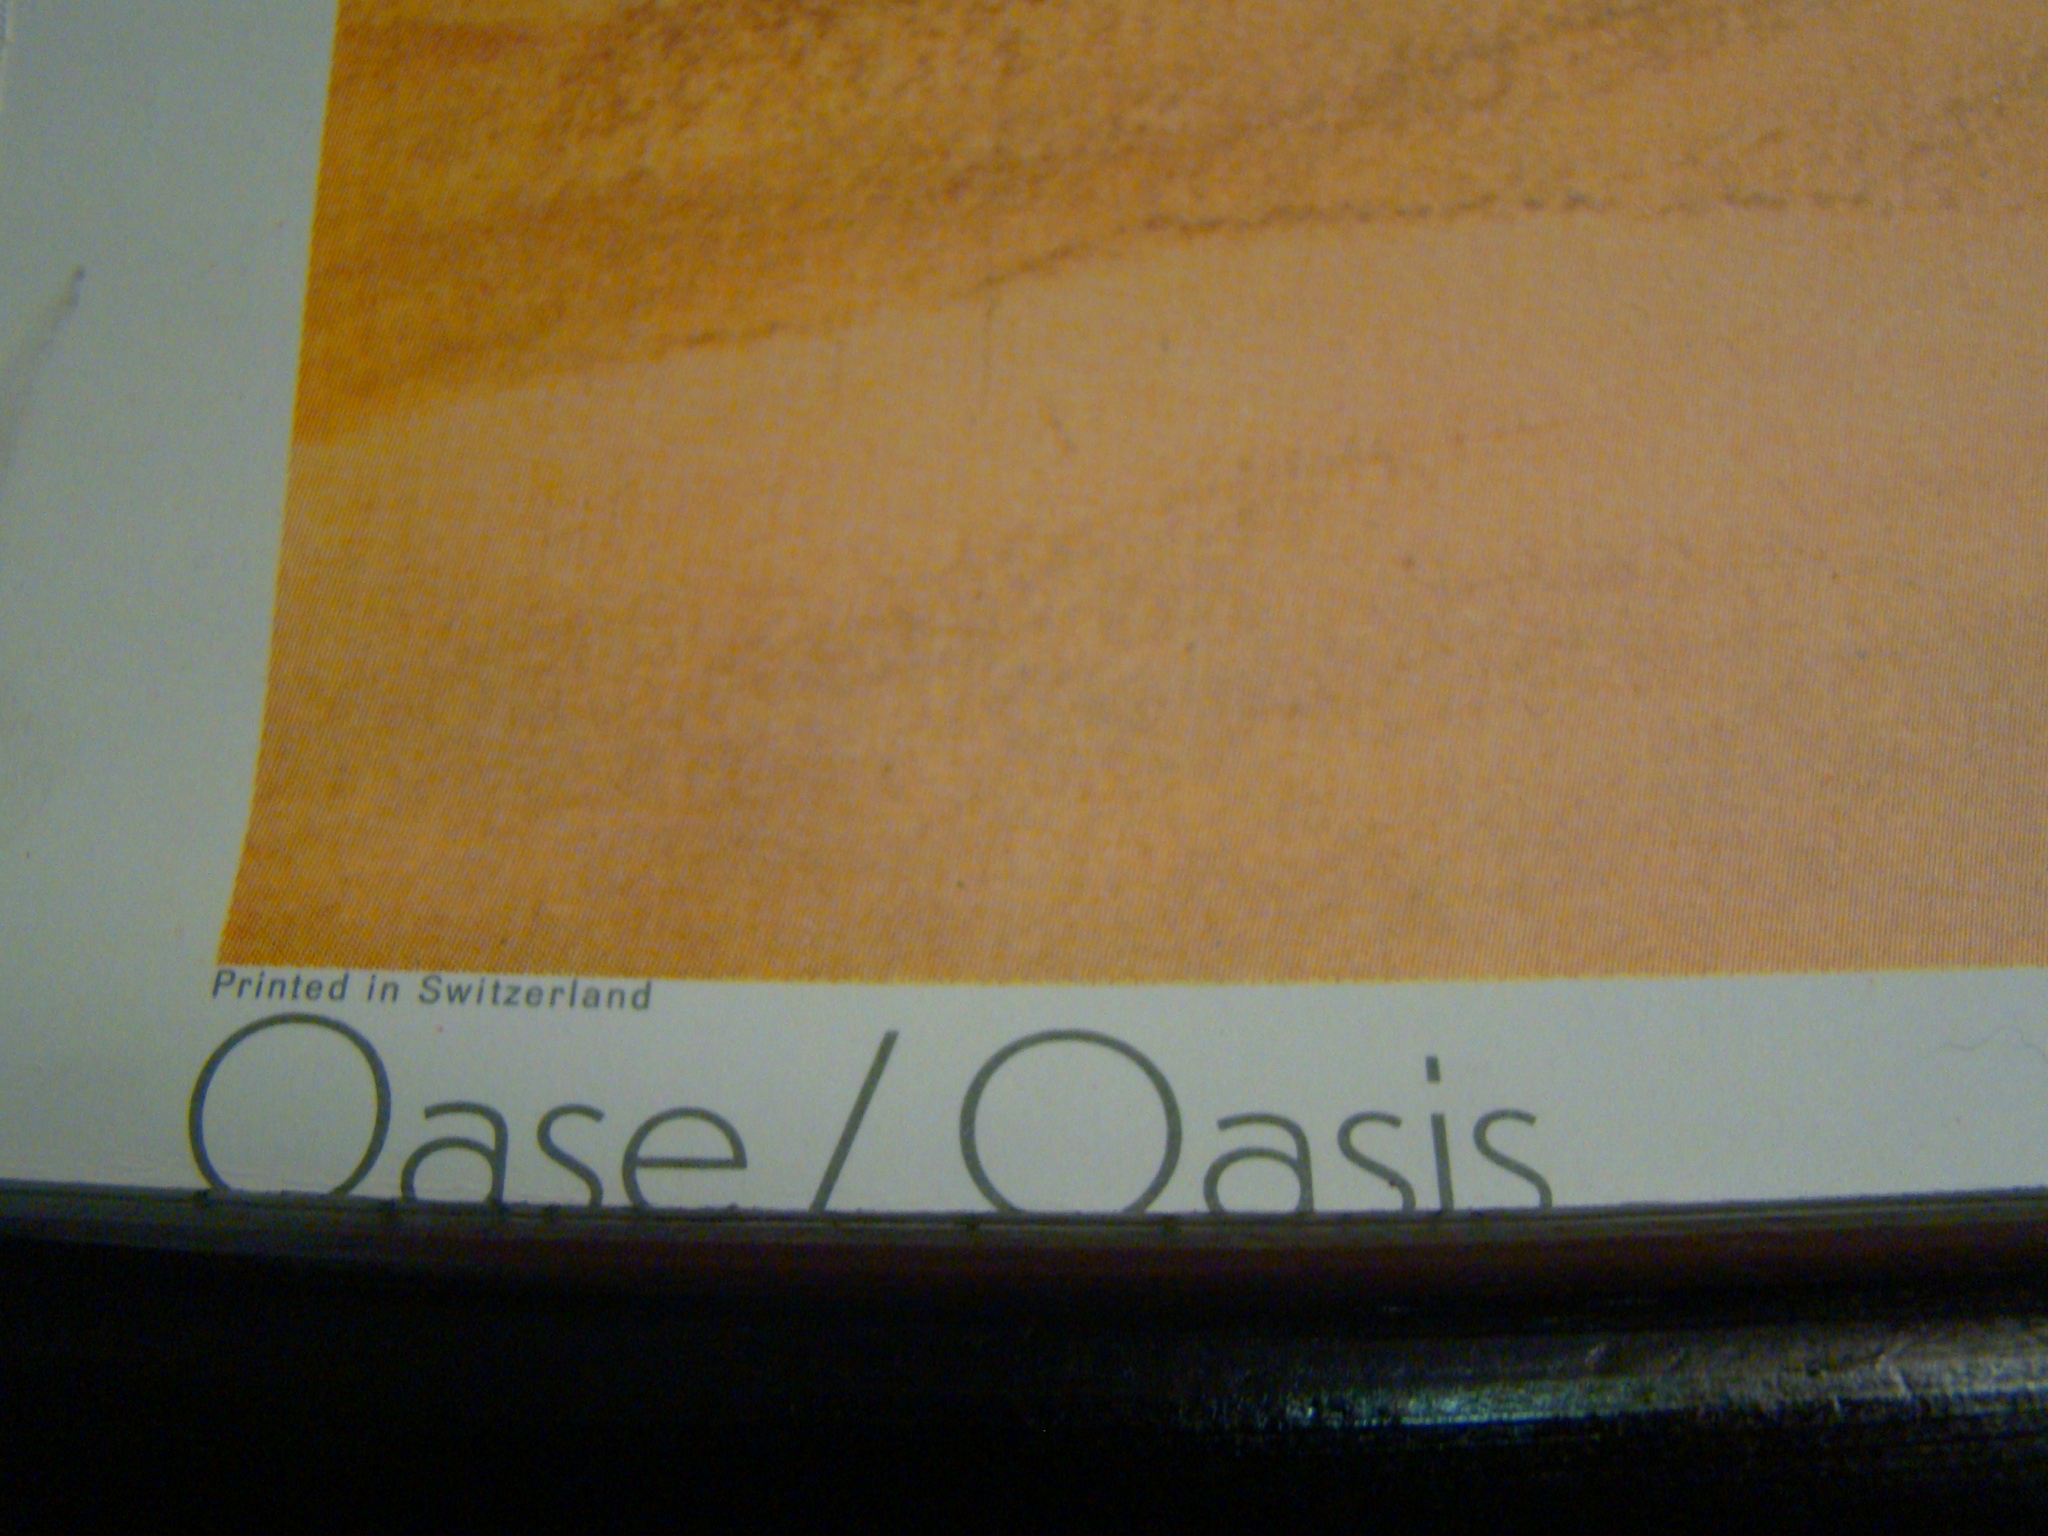 Printed in Switzerland
Oase / Oasis